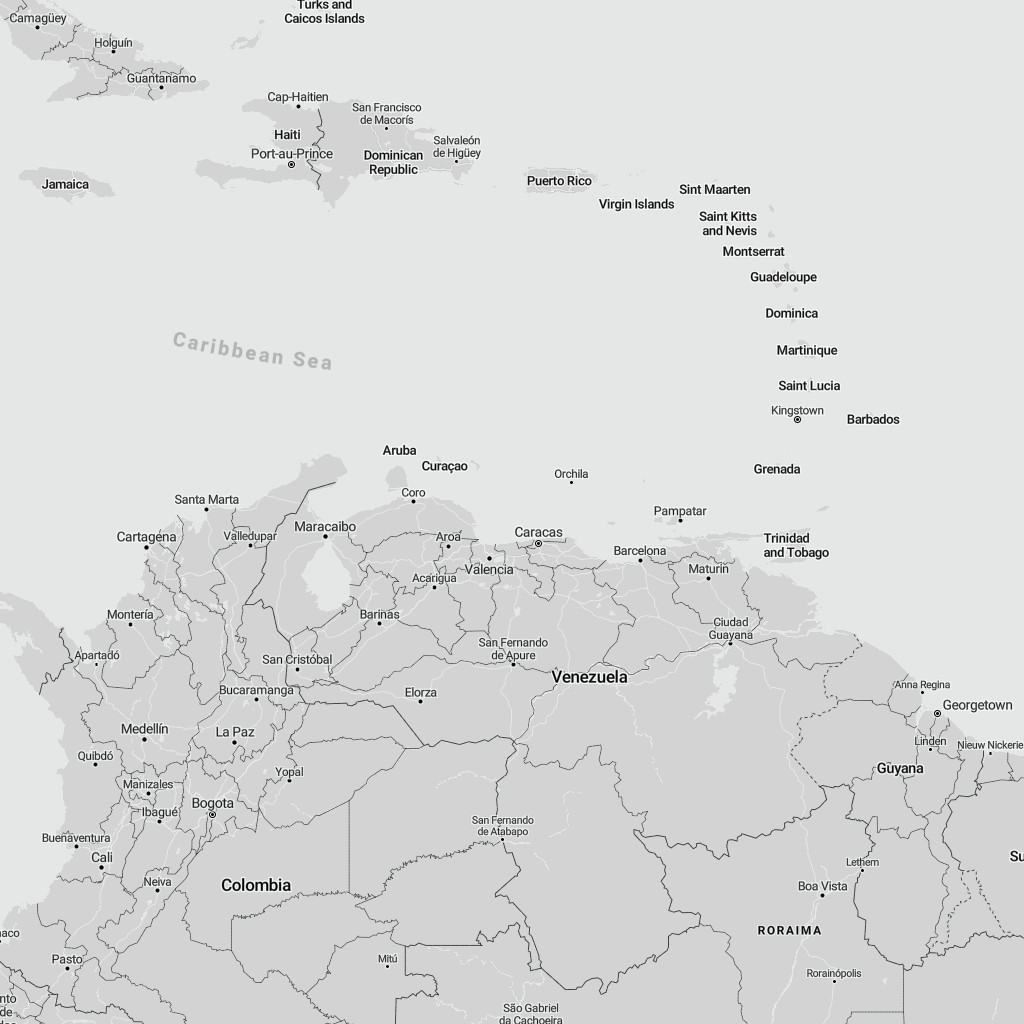 Turks and
Caicos Islands
Camagüey
Holguín
Guantanamo
Cap-Haitien
San Francisco
de Macorís
Haiti
Port-au-Prince
Salvaleón
de Higüey
Dominican
Republic
Jamaica
Puerto Rico
Sint Maarten
Virgin Islands
Saint Kitts
and Nevis
Montserrat
Guadeloupe
Dominica
Caribbean Sea
Martinique
Saint Lucia
Kingstown
Barbados
Aruba
Curaçao
Grenada
Orchila
Coro
Santa Marta
Pampatar
Maracaibo
Cartagena
Valledupar
Aroa
Caracas
Trinidad
and Tobago
Barcelona
Valencia
Acarigua
Maturin
Montería
Barinas
Ciudad
Guayana
San Fernando
de Apure
Apartadó
San Cristóbal
Venezuela
Bucaramanga
Elorza
Anna Regina
Georgetown
Medellín
La Paz
Linden
Nieuw Nickerie
Quibdó
Yopal
Guyana
Manizales
Bogota
Ibagué
San Fernando
de Atabapo
Buenaventura
Cali
Su
Lethem
Neiva
Colombia
Boa Vista
RORAIMA
aco
Pasto
Mitú
Rorainópolis
nto
de
São Gabriel
da Cachoeira